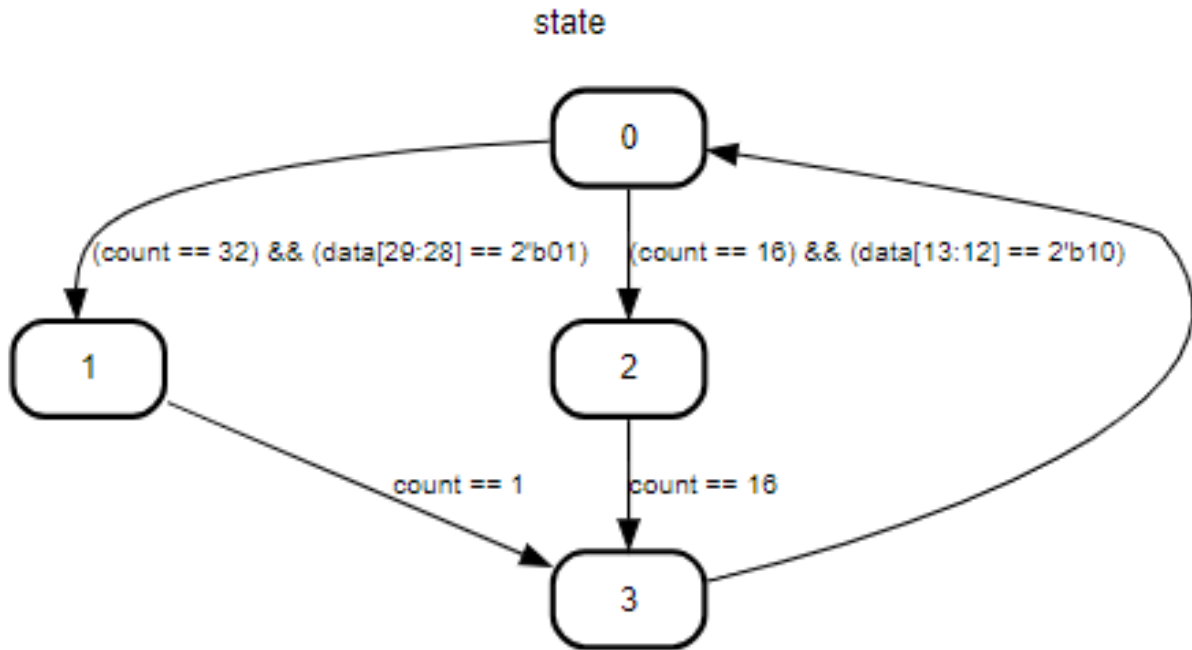 state
0
(count == 32) && (data[29:28] == 2'b01)
(count == 16) && (data[13:12] == 2'b10)
1
2
count == 1
count == 16
3